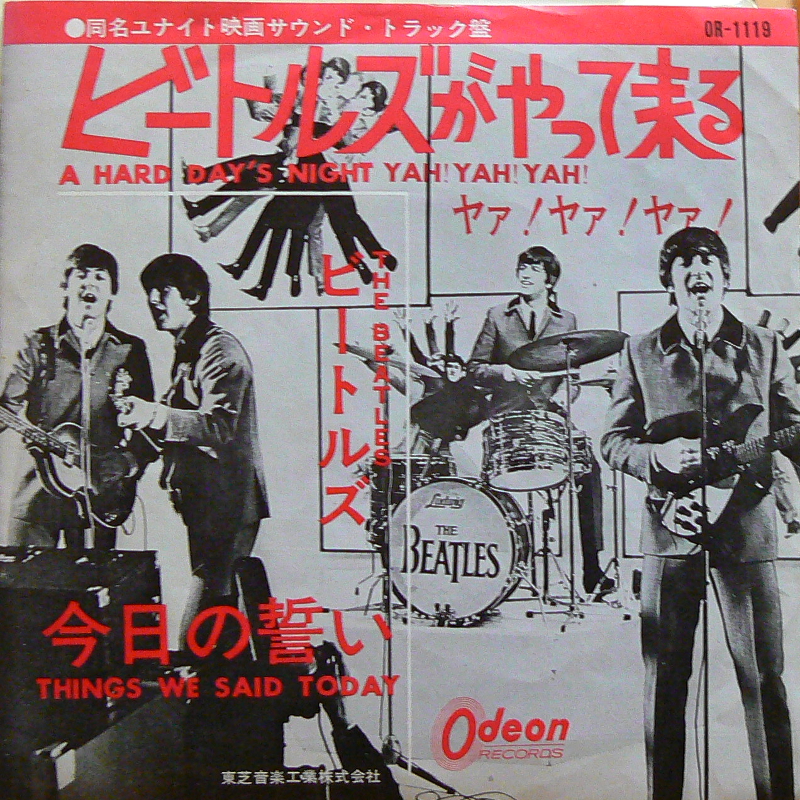 ●同名ユナイト映画サウンド・トラック盤
OR-1119
ビートルズがやって来る
A HARD DAY'S NIGHT YAH! YAH! YAH!
ヤァ!ヤァ!ヤァ!
THE BEATLES
ビートルズ
Ludwig
THE
BEATLES
今日の誓い
THINGS WE SAID TODAY
Odeon
RECORDS
東芝音楽工業株式会社